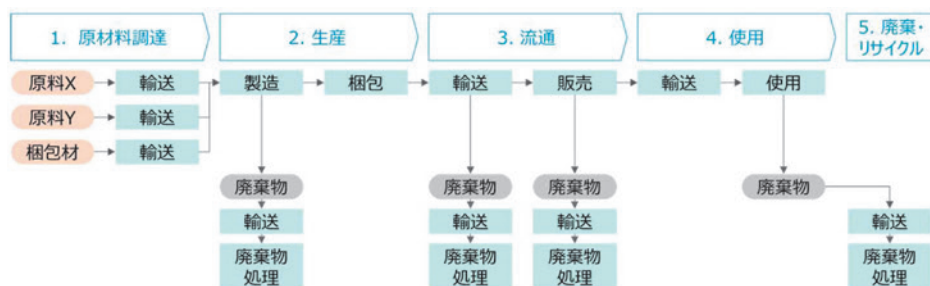 1. 原材料調達
2. 生産
3. 流通
4. 使用
5. 廃棄・
リサイクル
原料X
輸送
製造
梱包
輸送
販売
輸送
使用
原料Y
輸送
梱包材
輸送
廃棄物
廃棄物
廃棄物
廃棄物
輸送
輸送
輸送
輸送
廃棄物
処理
廃棄物
処理
廃棄物
処理
廃棄物
処理